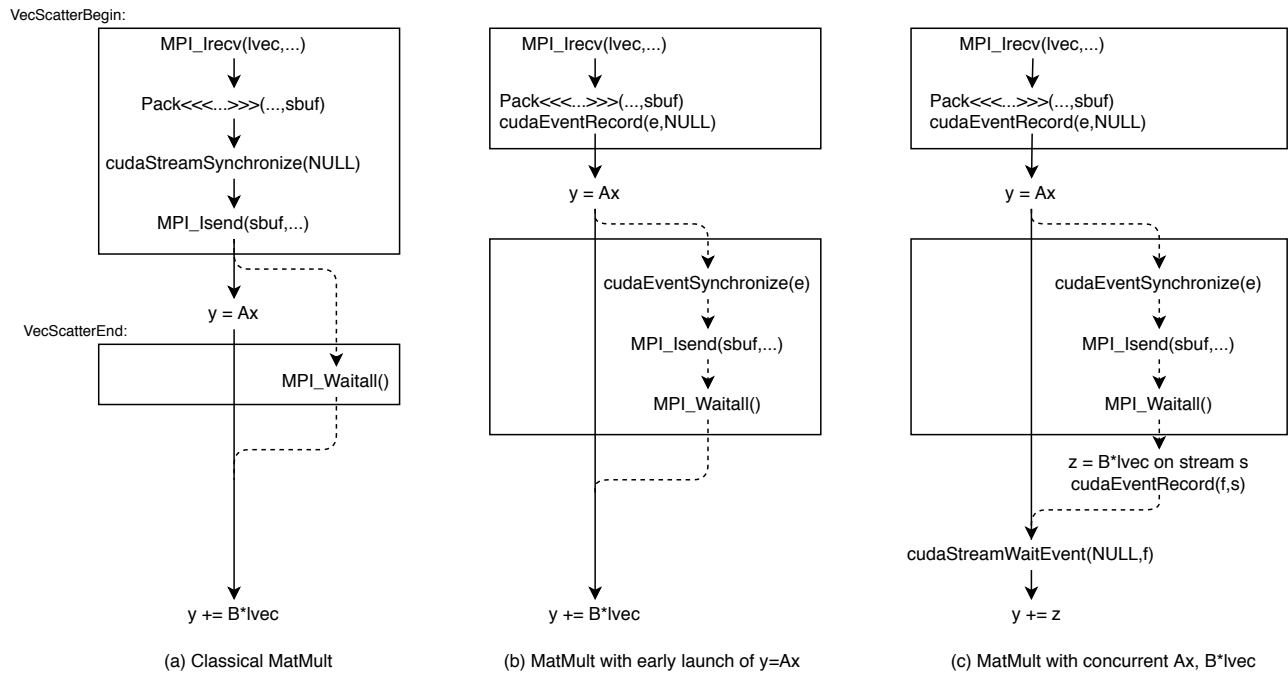 VecScatterBegin:
MPI_Irecv(lvec,...)
Pack<<<...>>>(...,sbuf)
cudaStreamSynchronize(NULL)
MPI_Isend(sbuf,...)
y = Ax
VecScatterEnd:
MPI_Waitall()
y += B*lvec
(a) Classical MatMult
MPI_Irecv(lvec,...)
Pack<<<...>>>(...,sbuf)
cudaEventRecord(e,NULL)
y = Ax
cudaEventSynchronize(e)
MPI_Isend(sbuf,...)
MPI_Waitall()
y += B*lvec
(b) MatMult with early launch of y=Ax
MPI_Irecv(lvec,...)
Pack<<<...>>>(...,sbuf)
cudaEventRecord(e,NULL)
y = Ax
cudaEventSynchronize(e)
MPI_Isend(sbuf,...)
MPI_Waitall()
z = B*lvec on stream s
cudaEventRecord(f,s)
cudaStreamWaitEvent(NULL,f)
y += z
(c) MatMult with concurrent Ax, B*lvec